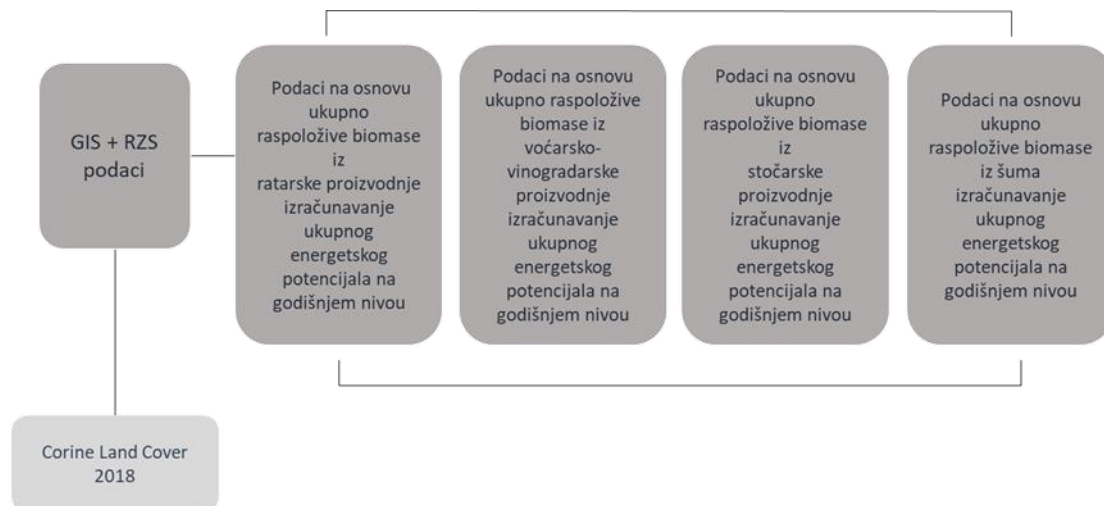 GIS + RZS
podaci
Podaci na osnovu
ukupno
raspoložive biomase
iz
ratarske proizvodnje
izračunavanje
ukupnog
energetskog
potencijala na
godišnjem nivou
Podaci na osnovu
ukupno raspoložive
biomase iz
voćarsko-
vinogradarske
proizvodnje
izračunavanje
ukupnog
energetskog
potencijala na
godišnjem nivou
Podaci na osnovu
ukupno
raspoložive biomase
iz
stočarske
proizvodnje
izračunavanje
ukupnog
energetskog
potencijala na
godišnjem nivou
Podaci na osnovu
ukupno
raspoložive biomase
iz šuma
izračunavanje
ukupnog
energetskog
potencijala na
godišnjem nivou
Corine Land Cover
2018